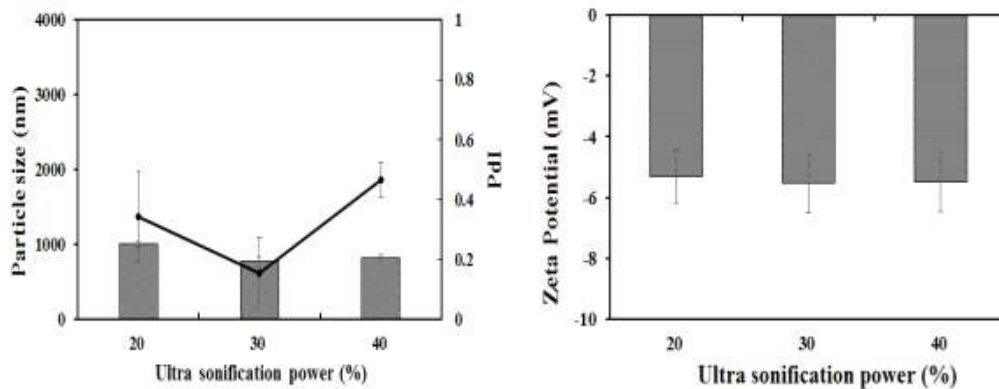 4000
3000
2000
1000
0
Particle size (nm)
1
0.8
0.6
0.4
0.2
0
PdI
20 30 40
Ultra sonification power (%)
0
-2
-4
-6
-8
-10
Zeta Potential (mV)
20 30 40
Ultra sonification power (%)